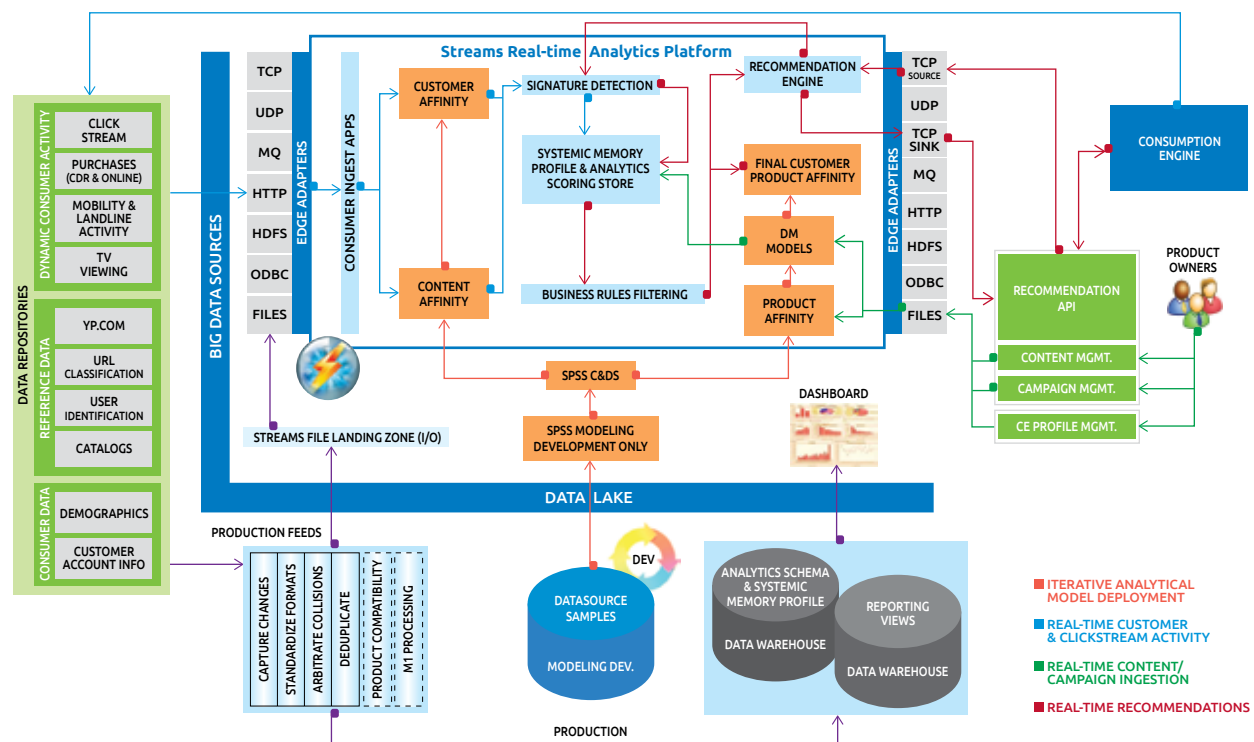 Streams Real-time Analytics Platform
DATA REPOSITORIES
DYNAMIC CONSUMER ACTIVITY
CLICK
STREAM
PURCHASES
(CDR & ONLINE)
MOBILITY &
LANDLINE
ACTIVITY
TV
VIEWING
REFERENCE DATA
YP.COM
URL
CLASSIFICATION
USER
IDENTIFICATION
CATALOGS
CONSUMER DATA
DEMOGRAPHICS
CUSTOMER
ACCOUNT INFO
BIG DATA SOURCES
TCP
UDP
MQ
HTTP
HDFS
ODBC
FILES
EDGE ADAPTERS
CONSUMER INGEST APPS
CUSTOMER
AFFINITY
CONTENT
AFFINITY
SIGNATURE DETECTION
SYSTEMIC MEMORY
PROFILE & ANALYTICS
SCORING STORE
BUSINESS RULES FILTERING
RECOMMENDATION
ENGINE
FINAL CUSTOMER
PRODUCT AFFINITY
DM
MODELS
PRODUCT
AFFINITY
EDGE ADAPTERS
TCP
SOURCE
UDP
TCP
SINK
MQ
HTTP
HDFS
ODBC
FILES
CONSUMPTION
ENGINE
PRODUCT
OWNERS
RECOMMENDATION
API
CONTENT MGMT.
CAMPAIGN MGMT.
CE PROFILE MGMT.
SPSS C&DS
SPSS MODELING
DEVELOPMENT ONLY
STREAMS FILE LANDING ZONE (I/O)
DASHBOARD
DATA LAKE
PRODUCTION FEEDS
CAPTURE CHANGES
STANDARDIZE FORMATS
ARBITRATE COLLISIONS
DEDUPLICATE
PRODUCT COMPATIBILITY
M1 PROCESSING
DEV
DATASOURCE
SAMPLES
MODELING DEV.
PRODUCTION
ANALYTICS SCHEMA
& SYSTEMIC
MEMORY PROFILE
DATA WAREHOUSE
REPORTING
VIEWS
DATA WAREHOUSE
ITERATIVE ANALYTICAL
MODEL DEPLOYMENT
REAL-TIME CUSTOMER
& CLICKSTREAM ACTIVITY
REAL-TIME CONTENT/
CAMPAIGN INGESTION
REAL-TIME RECOMMENDATIONS